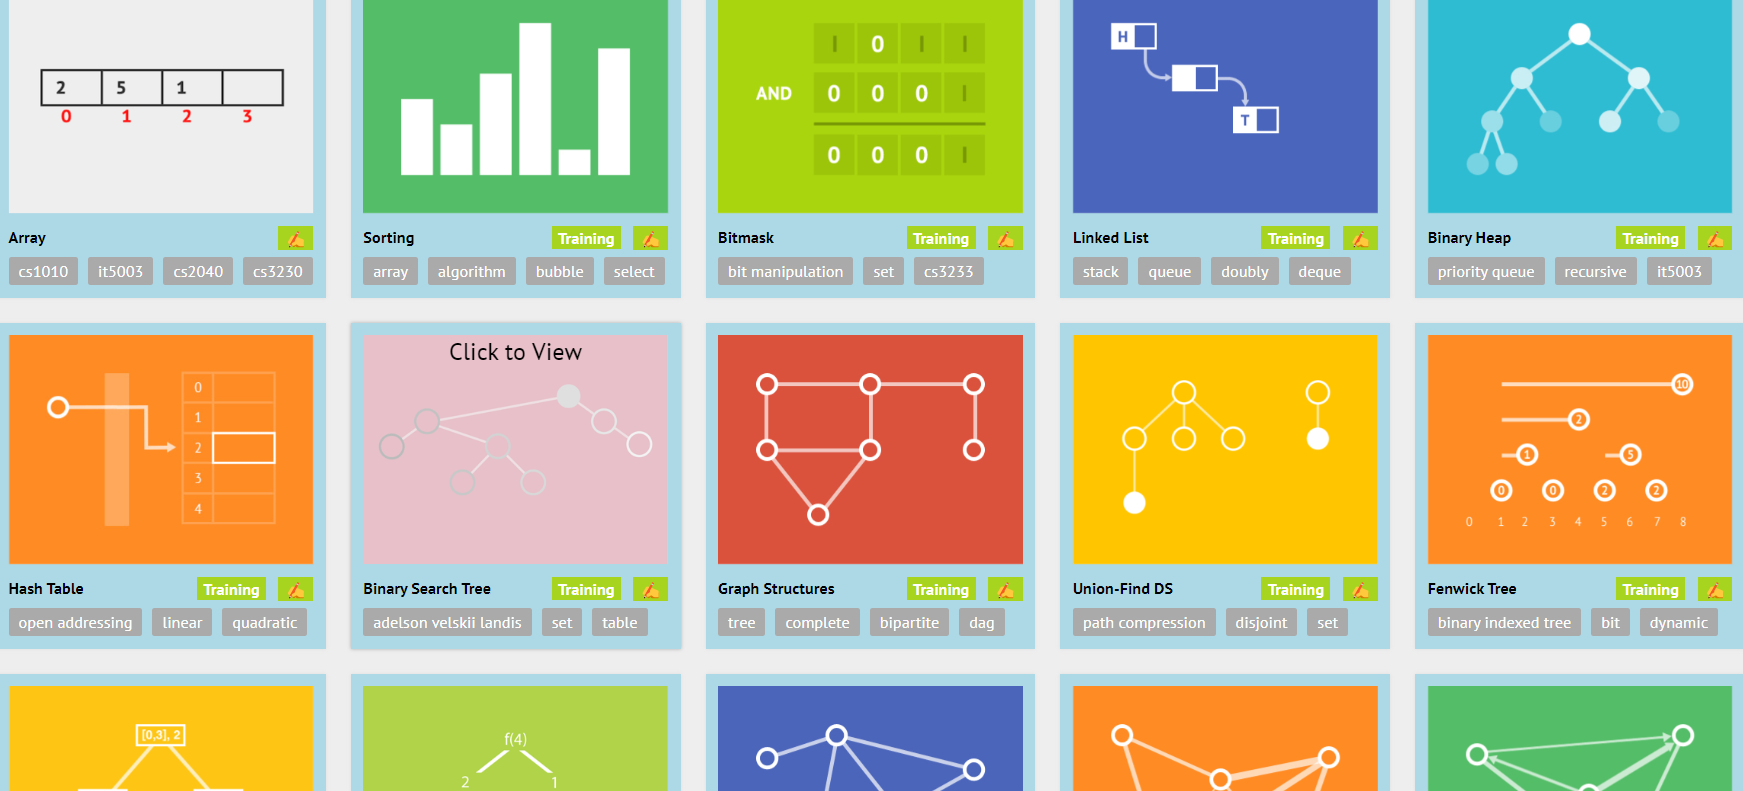 2 5 1
0 1 2 3
Array
cs1010 it5003 cs2040 cs3230
Sorting Training
array algorithm bubble select
1 0 1 1
AND 0 0 0 1
0 0 0 1
Bitmask Training
bit manipulation set cs3233
H
T
Linked List Training
stack queue doubly deque
Binary Heap Training
priority queue recursive it5003
0
1
2
3
4
Hash Table Training
open addressing linear quadratic
Click to View
Binary Search Tree Training
adelson velskii landis set table
Graph Structures Training
tree complete bipartite dag
Union-Find DS Training
path compression disjoint set
10
2
1 5
0 0 2 2
0 1 2 3 4 5 6 7 8
Fenwick Tree Training
binary indexed tree bit dynamic
[0,3], 2
f(4)
2 1